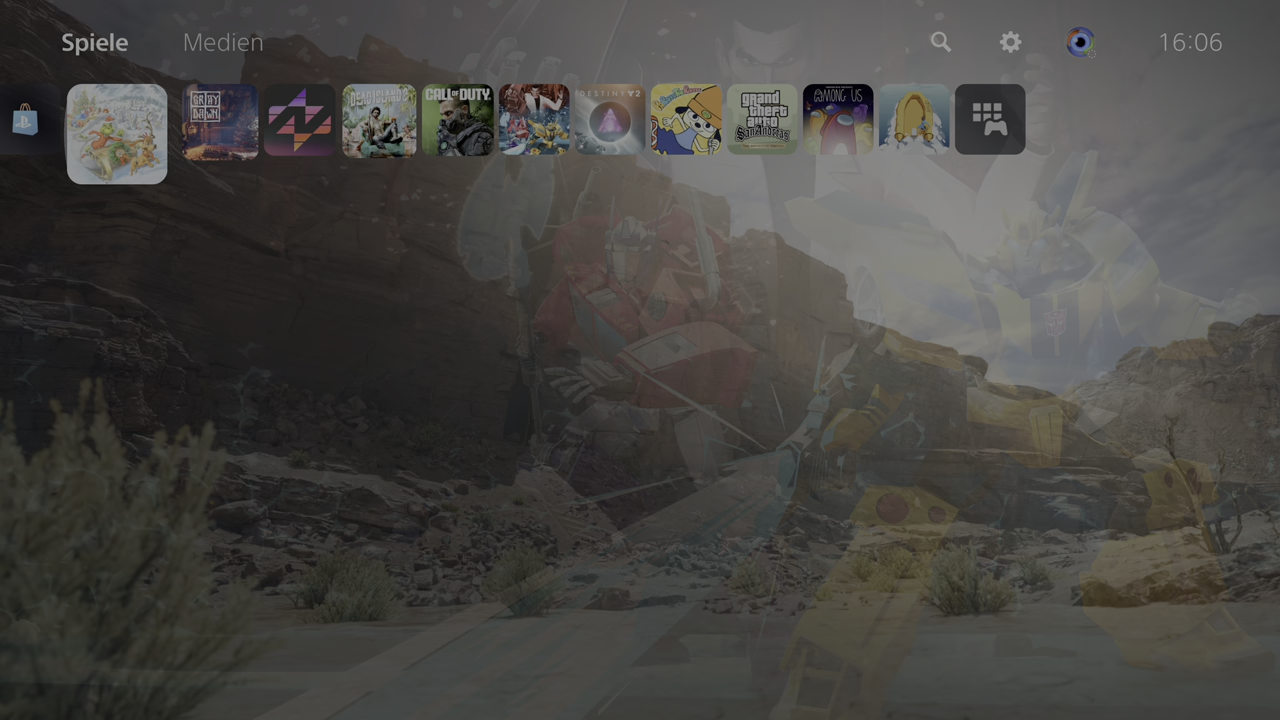 Spiele
Medien
16:06
GRAY DAWN
DEAD ISLAND 2
CALL OF DUTY
DESTINY 2
grand
theft
auto
San Andreas
AMONG US